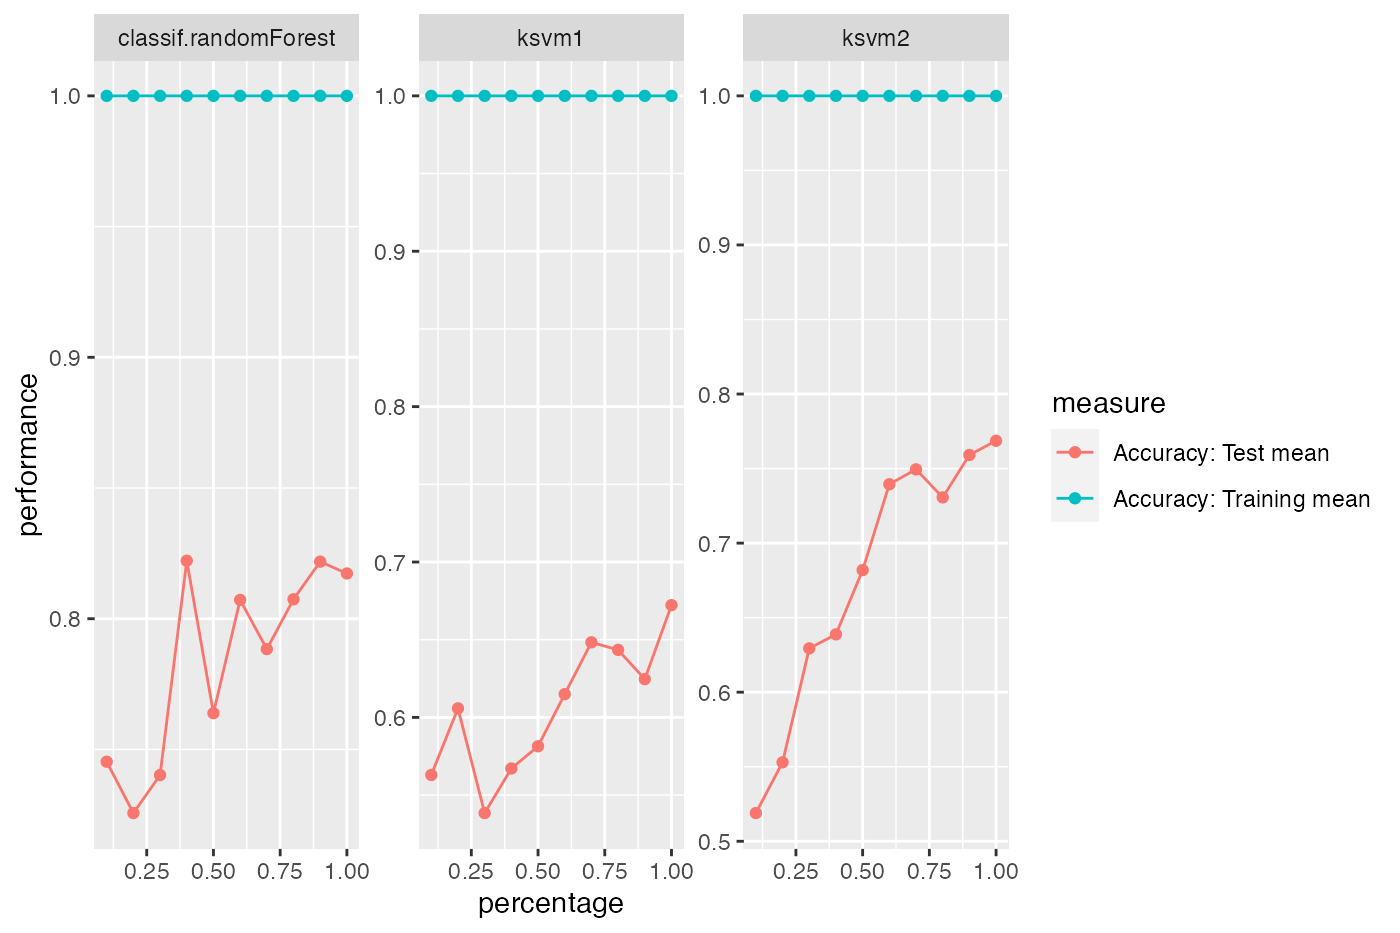 classif.randomForest
ksvm1
ksvm2
performance
1.0
0.9
0.8
1.0
0.9
0.8
0.7
0.6
1.0
0.9
0.8
0.7
0.6
0.5
0.25 0.50 0.75 1.00
0.25 0.50 0.75 1.00
0.25 0.50 0.75 1.00
percentage
measure
Accuracy: Test mean
Accuracy: Training mean